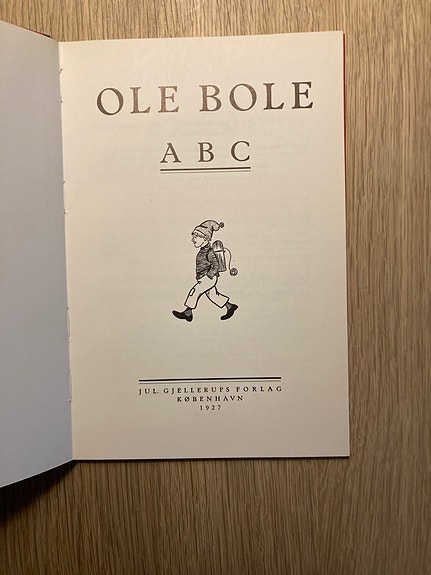 OLE BOLE
A B C
JUL. GJELLERUPS FORLAG
KØBENHAVN
1927